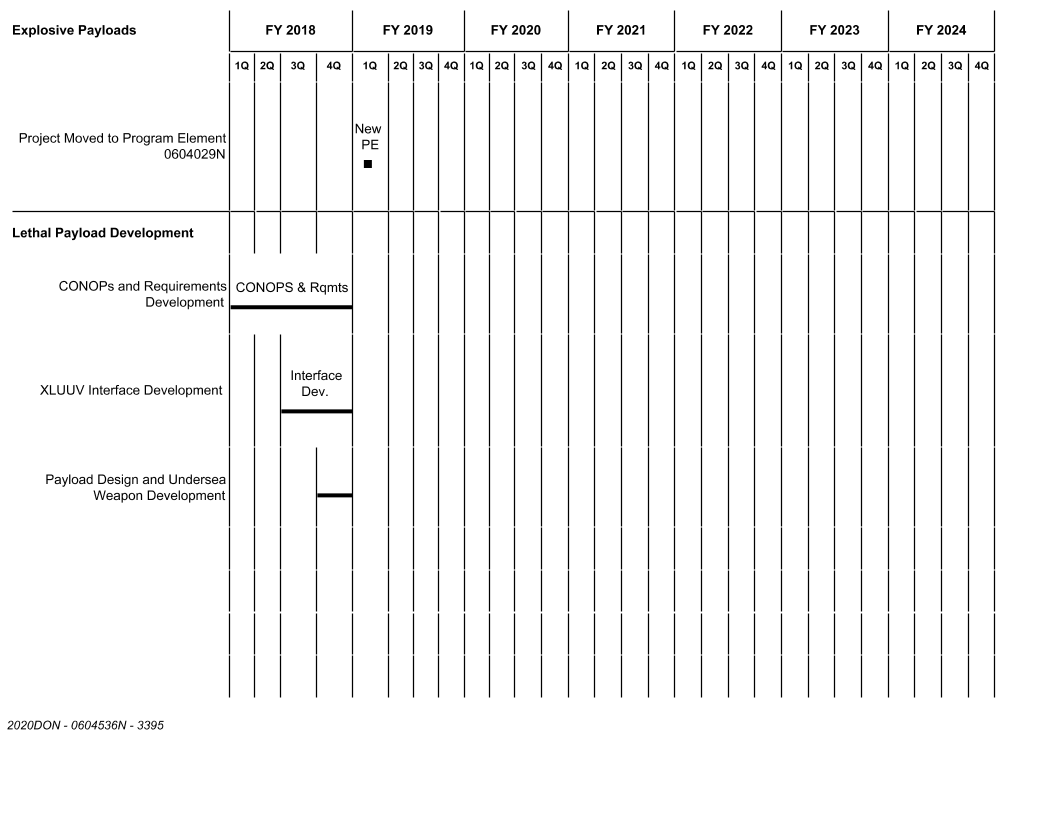 Explosive Payloads FY 2018 FY 2019 FY 2020 FY 2021 FY 2022 FY 2023 FY 2024
1Q 2Q 3Q 4Q 1Q 2Q 3Q 4Q 1Q 2Q 3Q 4Q 1Q 2Q 3Q 4Q 1Q 2Q 3Q 4Q 1Q 2Q 3Q 4Q 1Q 2Q 3Q 4Q
Project Moved to Program Element
0604029N
New
PE
Lethal Payload Development
CONOPs and Requirements
Development
CONOPS & Rqmts
XLUUV Interface Development
Interface
Dev.
Payload Design and Undersea
Weapon Development
2020DON - 0604536N - 3395